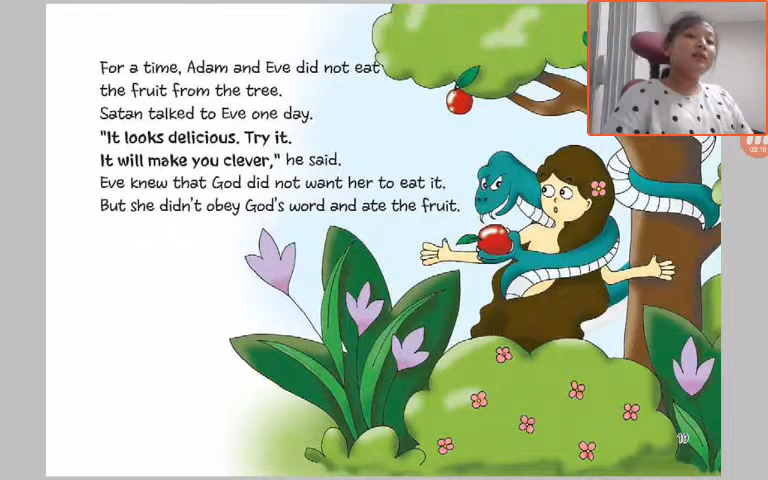 For a time, Adam and Eve did not eat
the fruit from the tree.
Satan talked to Eve one day.
"It looks delicious. Try it.
It will make you clever," he said.
Eve knew that God did not want her to eat it.
But she didn't obey God's word and ate the fruit.
19